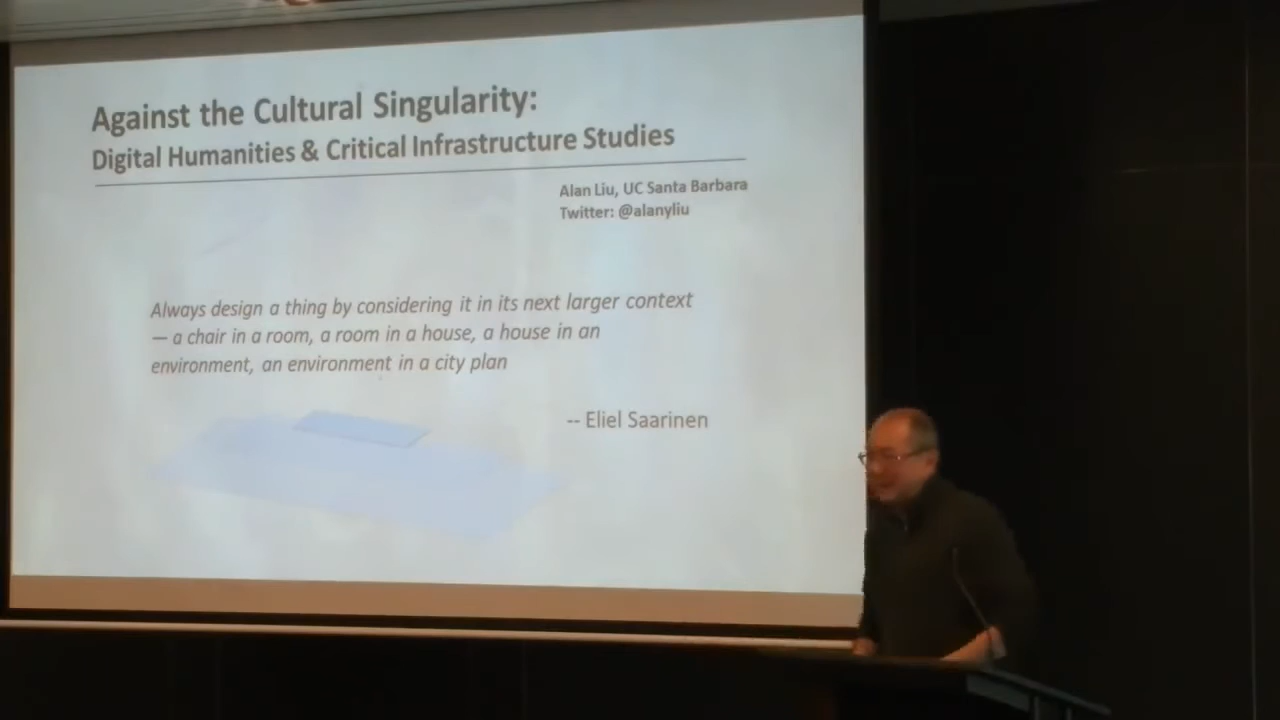 Against the Cultural Singularity:
Digital Humanities & Critical Infrastructure Studies
Alan Liu, UC Santa Barbara
Twitter: @alanyliu
Always design a thing by considering it in its next larger context
— a chair in a room, a room in a house, a house in an
environment, an environment in a city plan
-- Eliel Saarinen